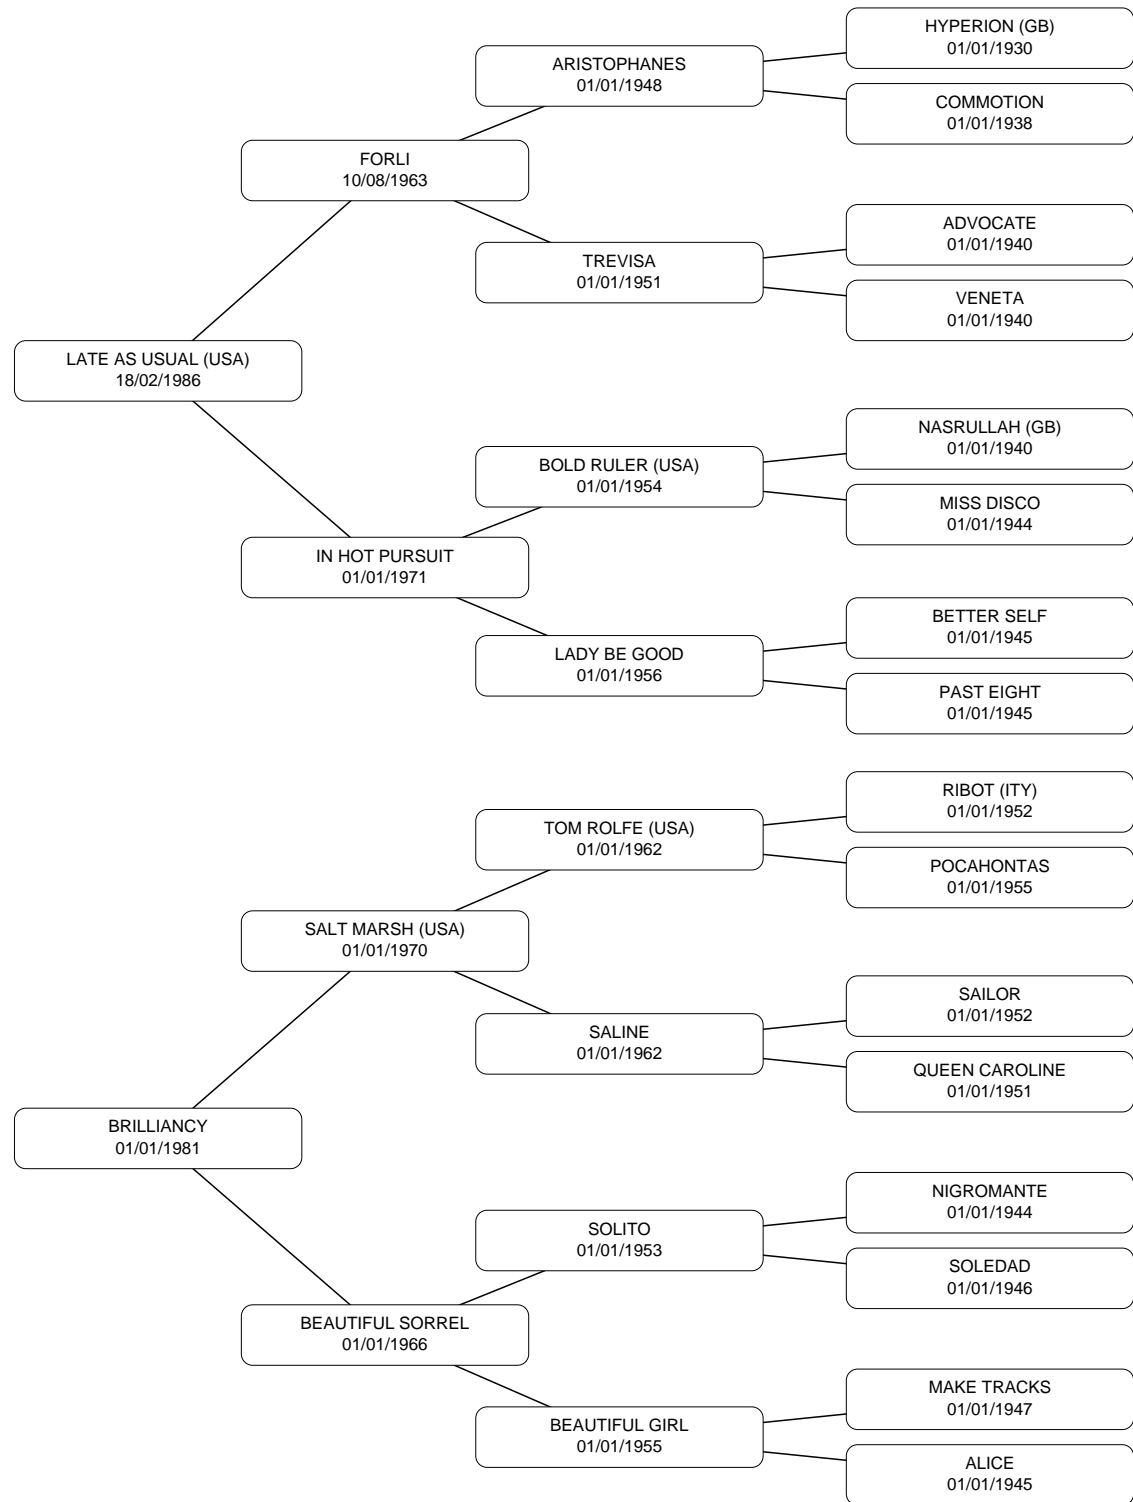 HYPERION (GB)
01/01/1930
ARISTOPHANES
01/01/1948
COMMOTION
01/01/1938
FORLI
10/08/1963
ADVOCATE
01/01/1940
TREVISA
01/01/1951
VENETA
01/01/1940
LATE AS USUAL (USA)
18/02/1986
NASRULLAH (GB)
01/01/1940
BOLD RULER (USA)
01/01/1954
MISS DISCO
01/01/1944
IN HOT PURSUIT
01/01/1971
BETTER SELF
01/01/1945
LADY BE GOOD
01/01/1956
PAST EIGHT
01/01/1945
RIBOT (ITY)
01/01/1952
TOM ROLFE (USA)
01/01/1962
POCAHONTAS
01/01/1955
SALT MARSH (USA)
01/01/1970
SAILOR
01/01/1952
SALINE
01/01/1962
QUEEN CAROLINE
01/01/1951
BRILLIANCY
01/01/1981
NIGROMANTE
01/01/1944
SOLITO
01/01/1953
SOLEDAD
01/01/1946
BEAUTIFUL SORREL
01/01/1966
MAKE TRACKS
01/01/1947
BEAUTIFUL GIRL
01/01/1955
ALICE
01/01/1945